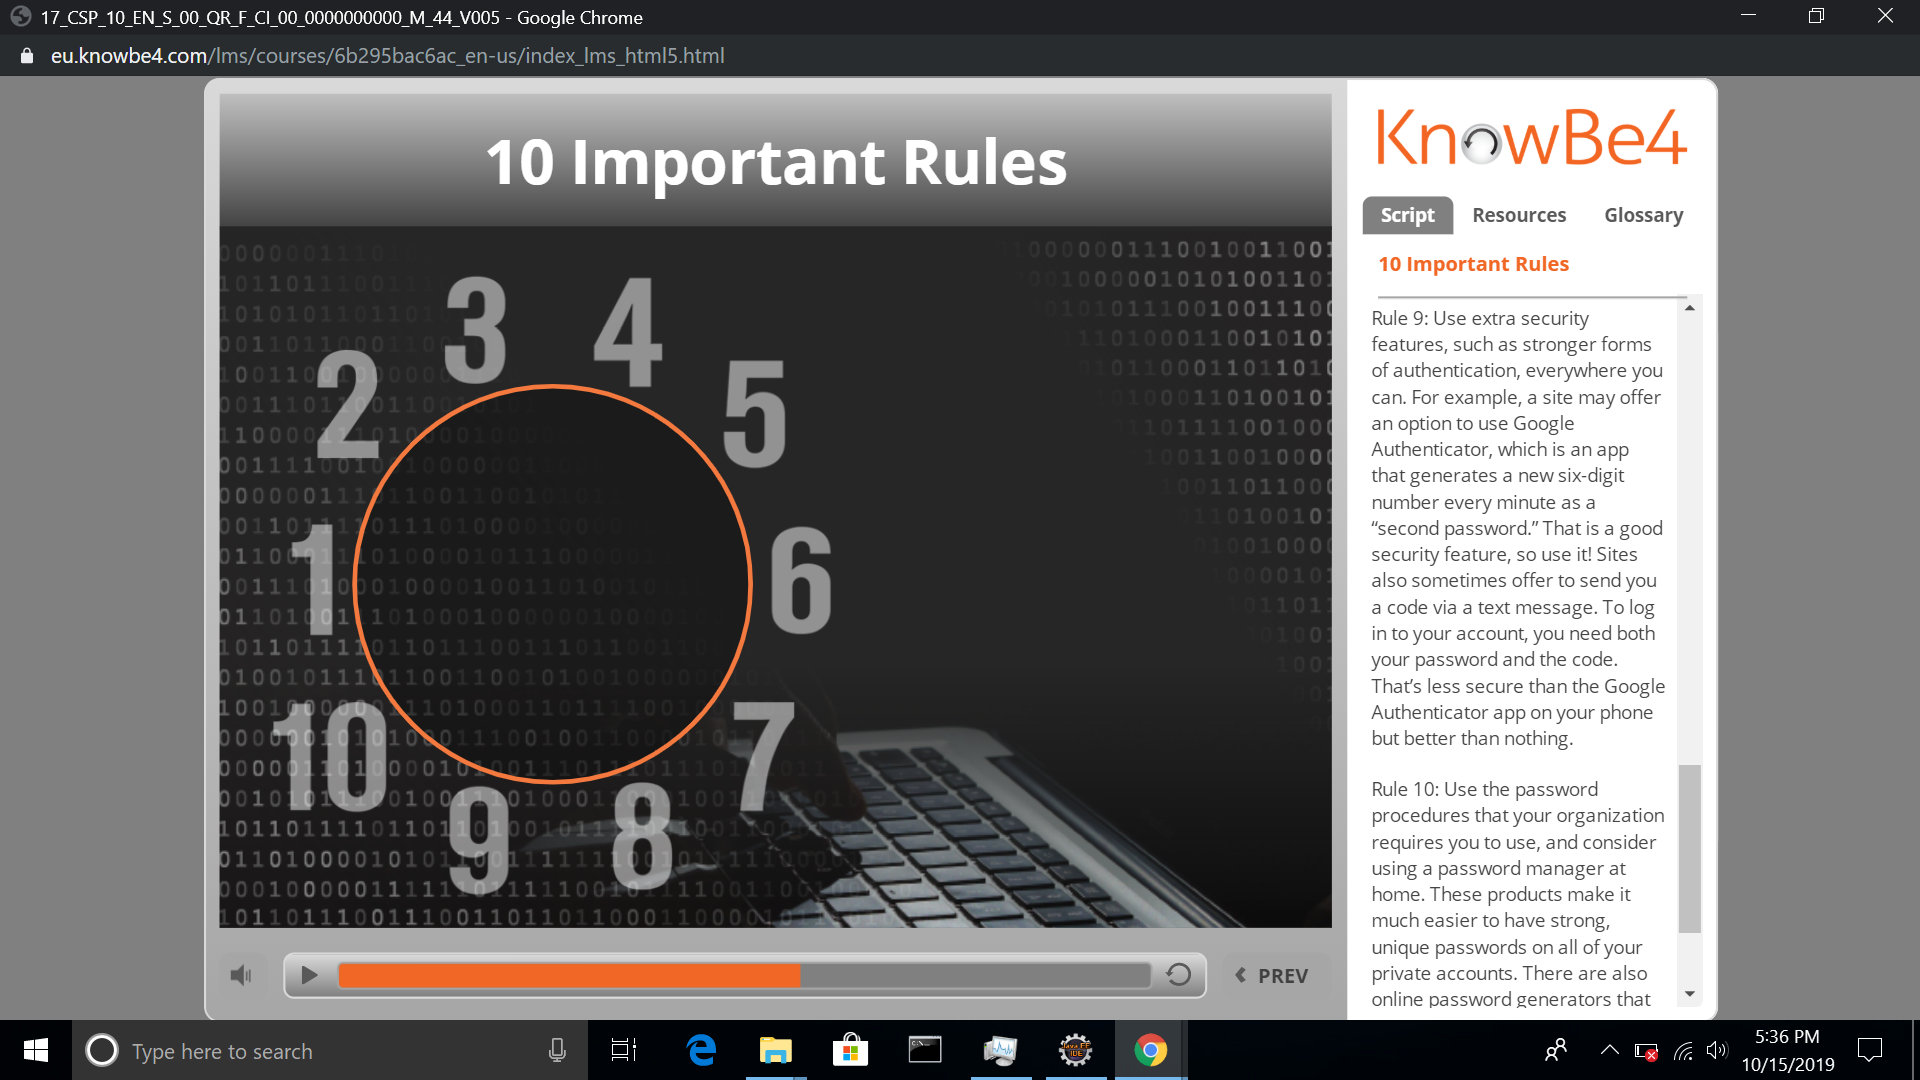 17_CSP_10_EN_S_00_QR_F_CI_00_0000000000_M_44_V005 - Google Chrome
eu.knowbe4.com/lms/courses/6b295bac6ac_en-us/index_lms_html5.html
10 Important Rules
1
2
3
4
5
6
7
8
9
10
PREV
KnowBe4
Script Resources Glossary
10 Important Rules
Rule 9: Use extra security
features, such as stronger forms
of authentication, everywhere you
can. For example, a site may offer
an option to use Google
Authenticator, which is an app
that generates a new six-digit
number every minute as a
“second password.” That is a good
security feature, so use it! Sites
also sometimes offer to send you
a code via a text message. To log
in to your account, you need both
your password and the code.
That’s less secure than the Google
Authenticator app on your phone
but better than nothing.
Rule 10: Use the password
procedures that your organization
requires you to use, and consider
using a password manager at
home. These products make it
much easier to have strong,
unique passwords on all of your
private accounts. There are also
online password generators that
Type here to search
5:36 PM
10/15/2019